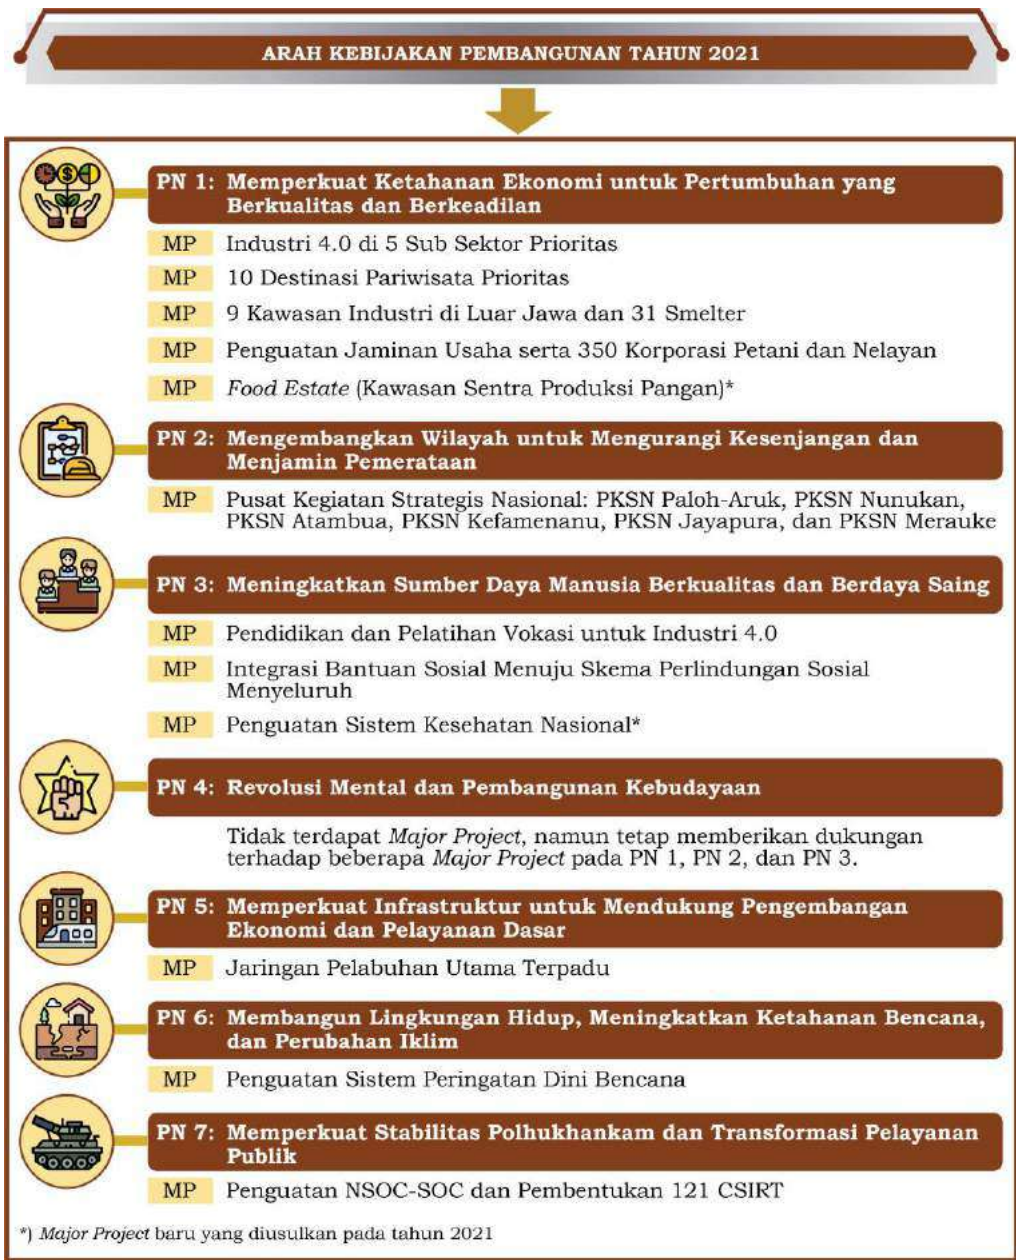 ARAH KEBIJAKAN PEMBANGUNAN TAHUN 2021
PN 1: Memperkuat Ketahanan Ekonomi untuk Pertumbuhan yang
Berkualitas dan Berkeadilan
MP Industri 4.0 di 5 Sub Sektor Prioritas
MP 10 Destinasi Pariwisata Prioritas
MP 9 Kawasan Industri di Luar Jawa dan 31 Smelter
MP Penguatan Jaminan Usaha serta 350 Korporasi Petani dan Nelayan
MP Food Estate (Kawasan Sentra Produksi Pangan)*
PN 2: Mengembangkan Wilayah untuk Mengurangi Kesenjangan dan
Menjamin Pemerataan
MP Pusat Kegiatan Strategis Nasional: PKSN Paloh-Aruk, PKSN Nunukan,
PKSN Atambua, PKSN Kefamenanu, PKSN Jayapura, dan PKSN Merauke
PN 3: Meningkatkan Sumber Daya Manusia Berkualitas dan Berdaya Saing
MP Pendidikan dan Pelatihan Vokasi untuk Industri 4.0
MP Integrasi Bantuan Sosial Menuju Skema Perlindungan Sosial
Menyeluruh
MP Penguatan Sistem Kesehatan Nasional*
PN 4: Revolusi Mental dan Pembangunan Kebudayaan
Tidak terdapat Major Project, namun tetap memberikan dukungan
terhadap beberapa Major Project pada PN 1, PN 2, dan PN 3.
PN 5: Memperkuat Infrastruktur untuk Mendukung Pengembangan
Ekonomi dan Pelayanan Dasar
MP Jaringan Pelabuhan Utama Terpadu
PN 6: Membangun Lingkungan Hidup, Meningkatkan Ketahanan Bencana,
dan Perubahan Iklim
MP Penguatan Sistem Peringatan Dini Bencana
PN 7: Memperkuat Stabilitas Polhukhankam dan Transformasi Pelayanan
Publik
MP Penguatan NSOC-SOC dan Pembentukan 121 CSIRT
*) Major Project baru yang diusulkan pada tahun 2021